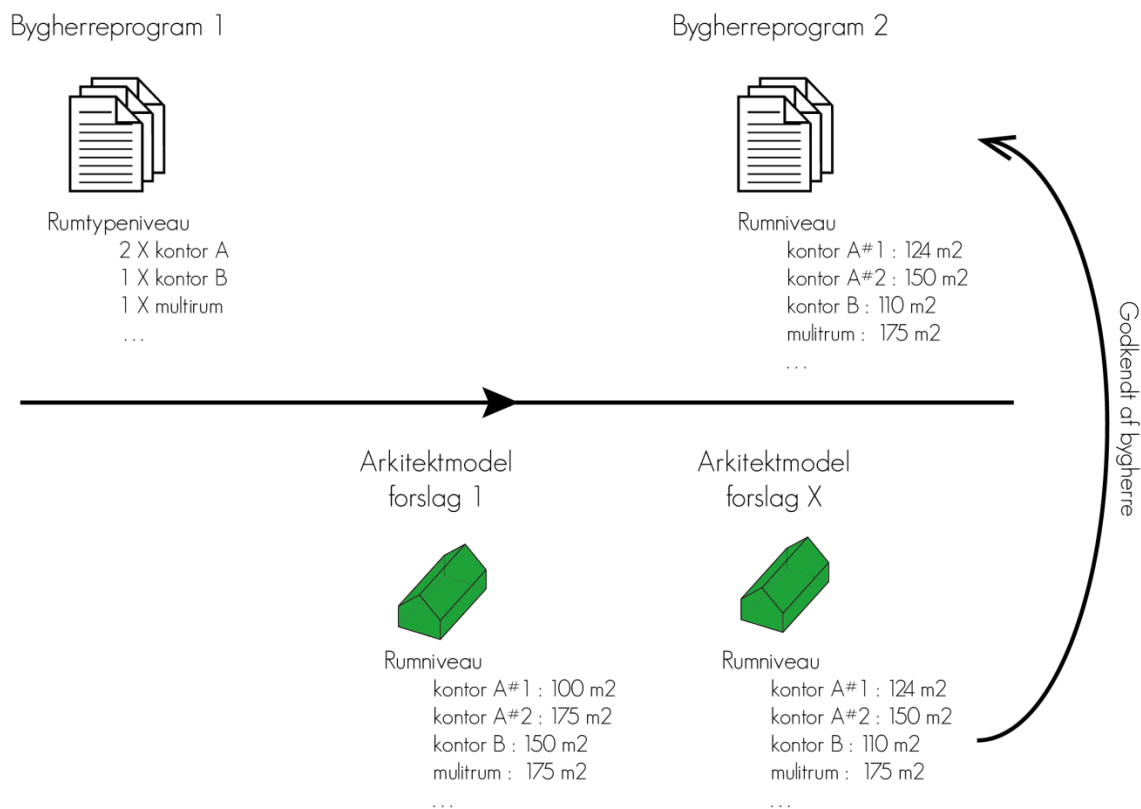 Bygherreprogram 1
Rumtypeniveau
2 X kontor A
1 X kontor B
1 X multirum
...
Bygherreprogram 2
Rumniveau
kontor A#1 : 124 m2
kontor A#2 : 150 m2
kontor B : 110 m2
mulitrum : 175 m2
...
Godkendt af bygherre
Arkitektmodel
forslag 1
Rumniveau
kontor A#1 : 100 m2
kontor A#2 : 175 m2
kontor B : 150 m2
mulitrum : 175 m2
...
Arkitektmodel
forslag X
Rumniveau
kontor A#1 : 124 m2
kontor A#2 : 150 m2
kontor B : 110 m2
mulitrum : 175 m2
...